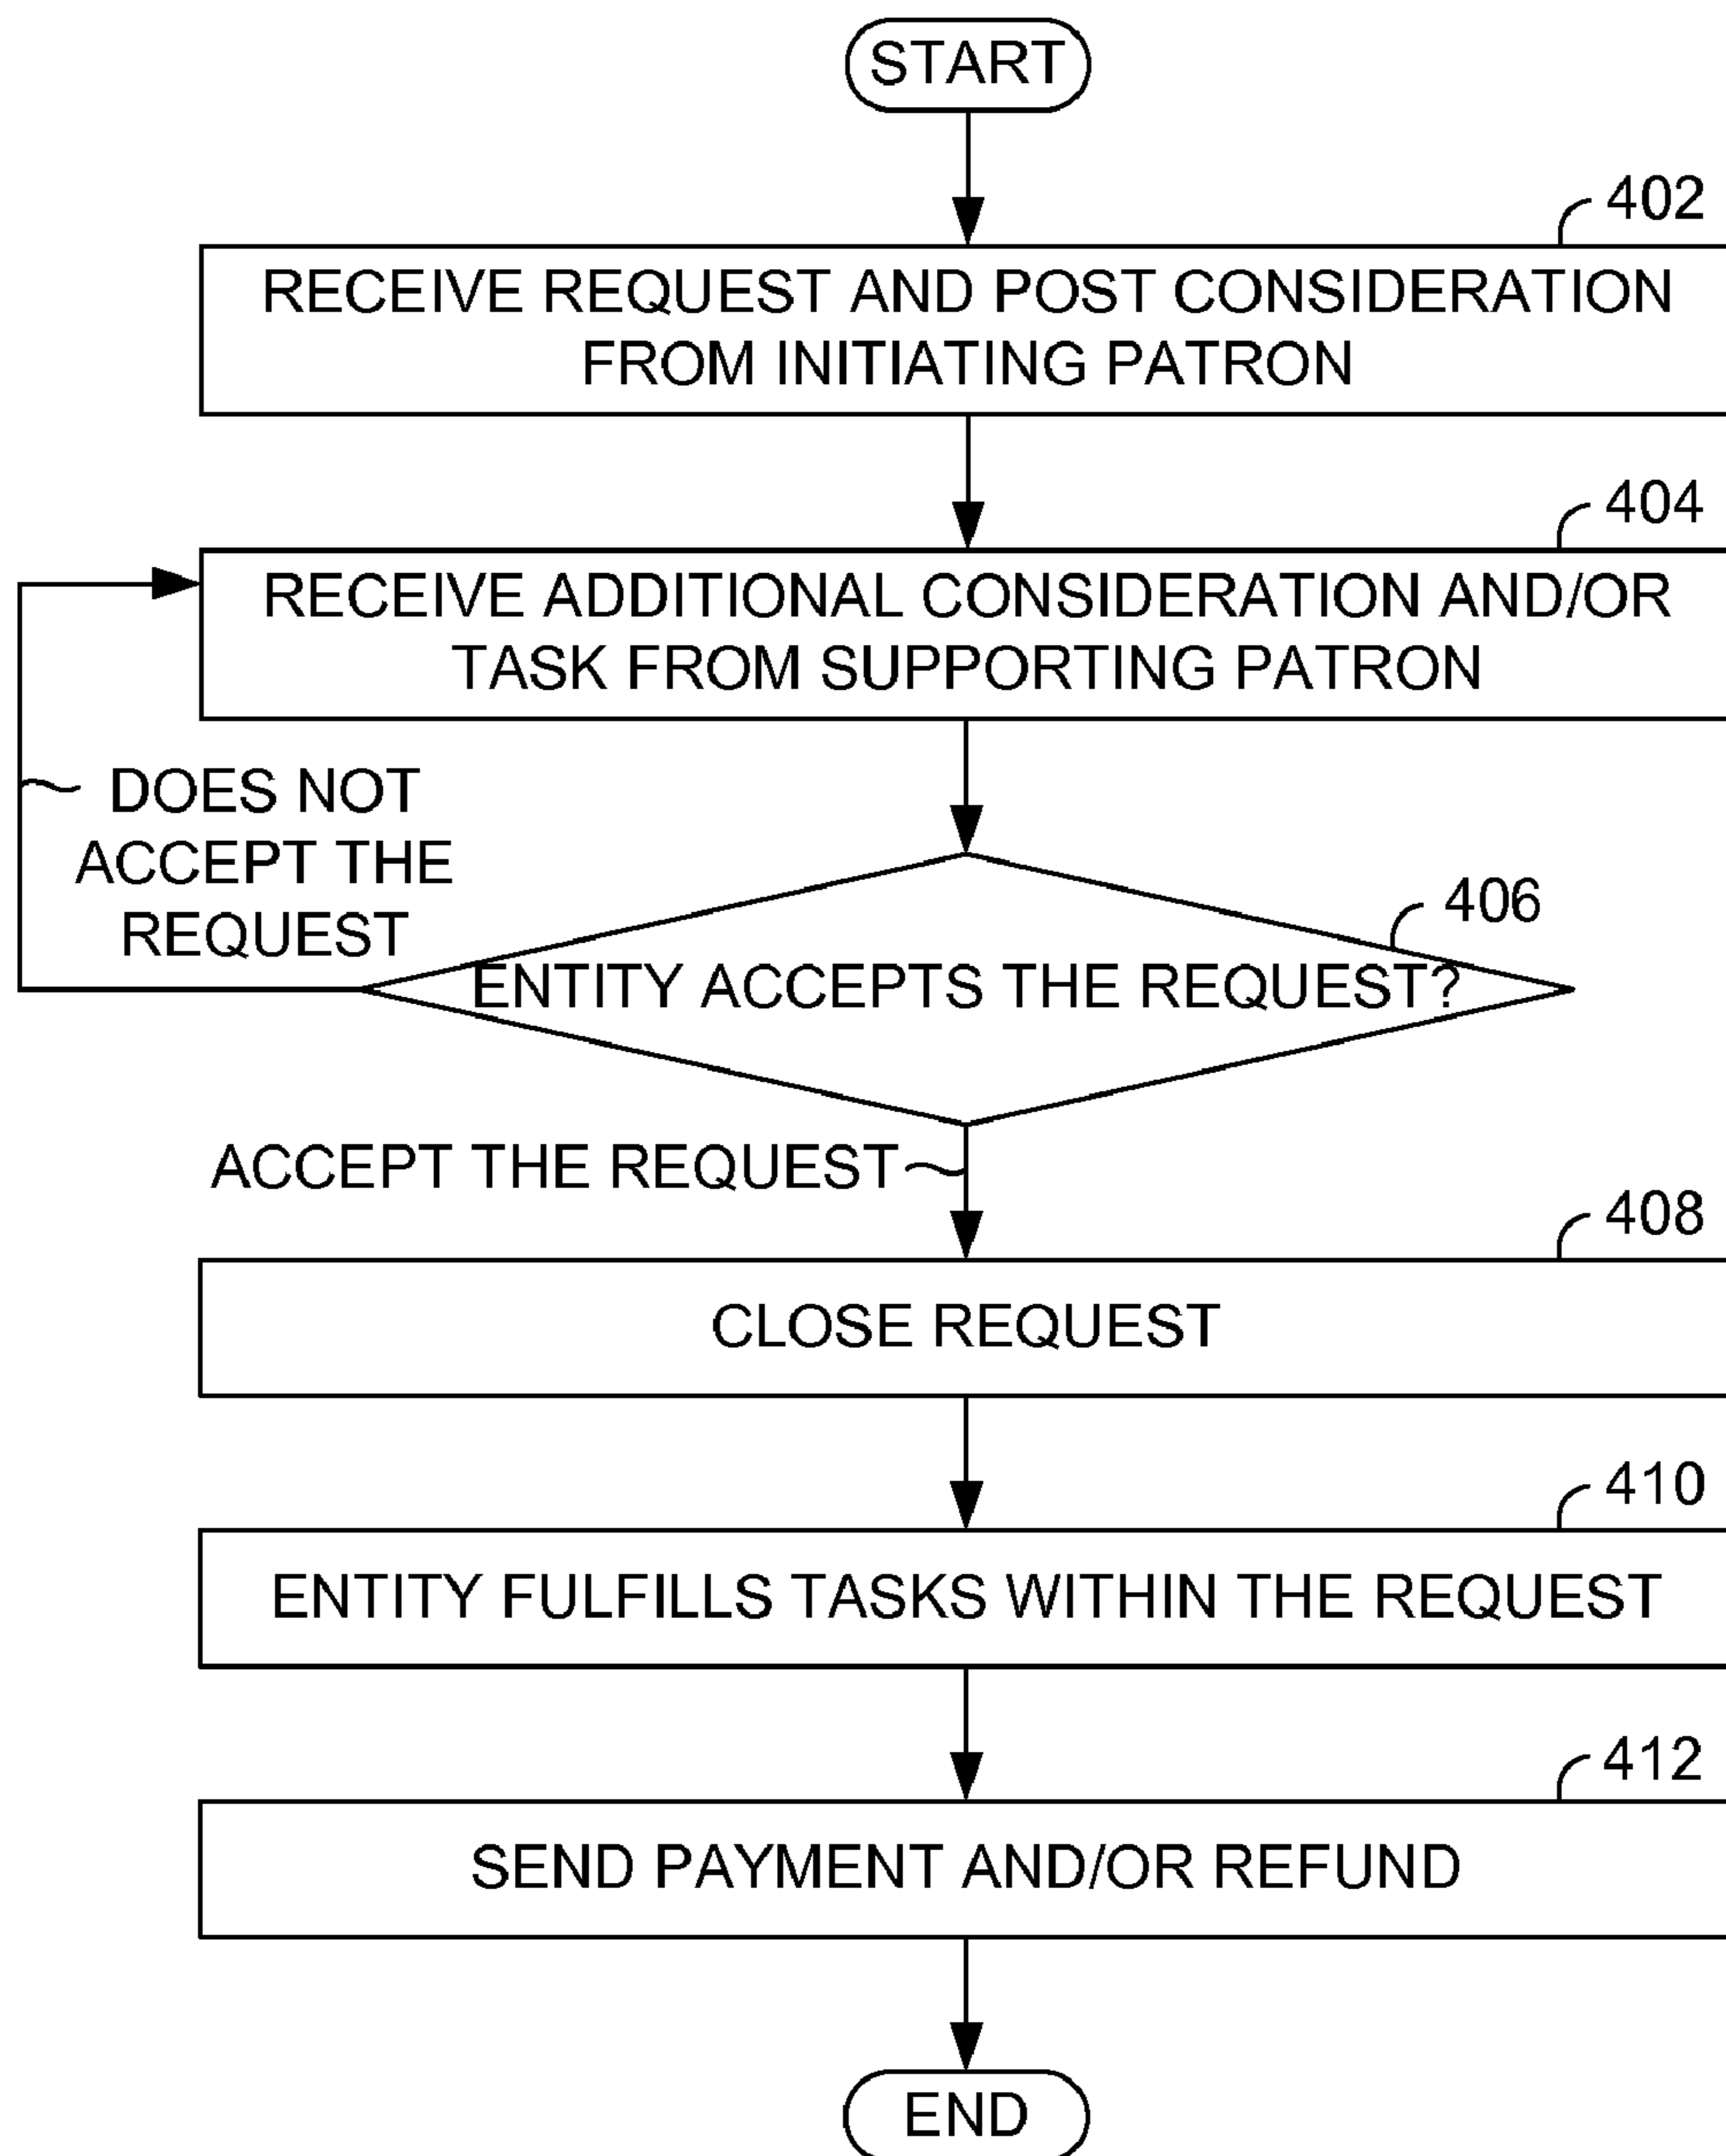 START
402
RECEIVE REQUEST AND POST CONSIDERATION
FROM INITIATING PATRON
404
RECEIVE ADDITIONAL CONSIDERATION AND/OR
TASK FROM SUPPORTING PATRON
DOES NOT
ACCEPT THE
REQUEST
406
ENTITY ACCEPTS THE REQUEST?
ACCEPT THE REQUEST
408
CLOSE REQUEST
410
ENTITY FULFILLS TASKS WITHIN THE REQUEST
412
SEND PAYMENT AND/OR REFUND
END